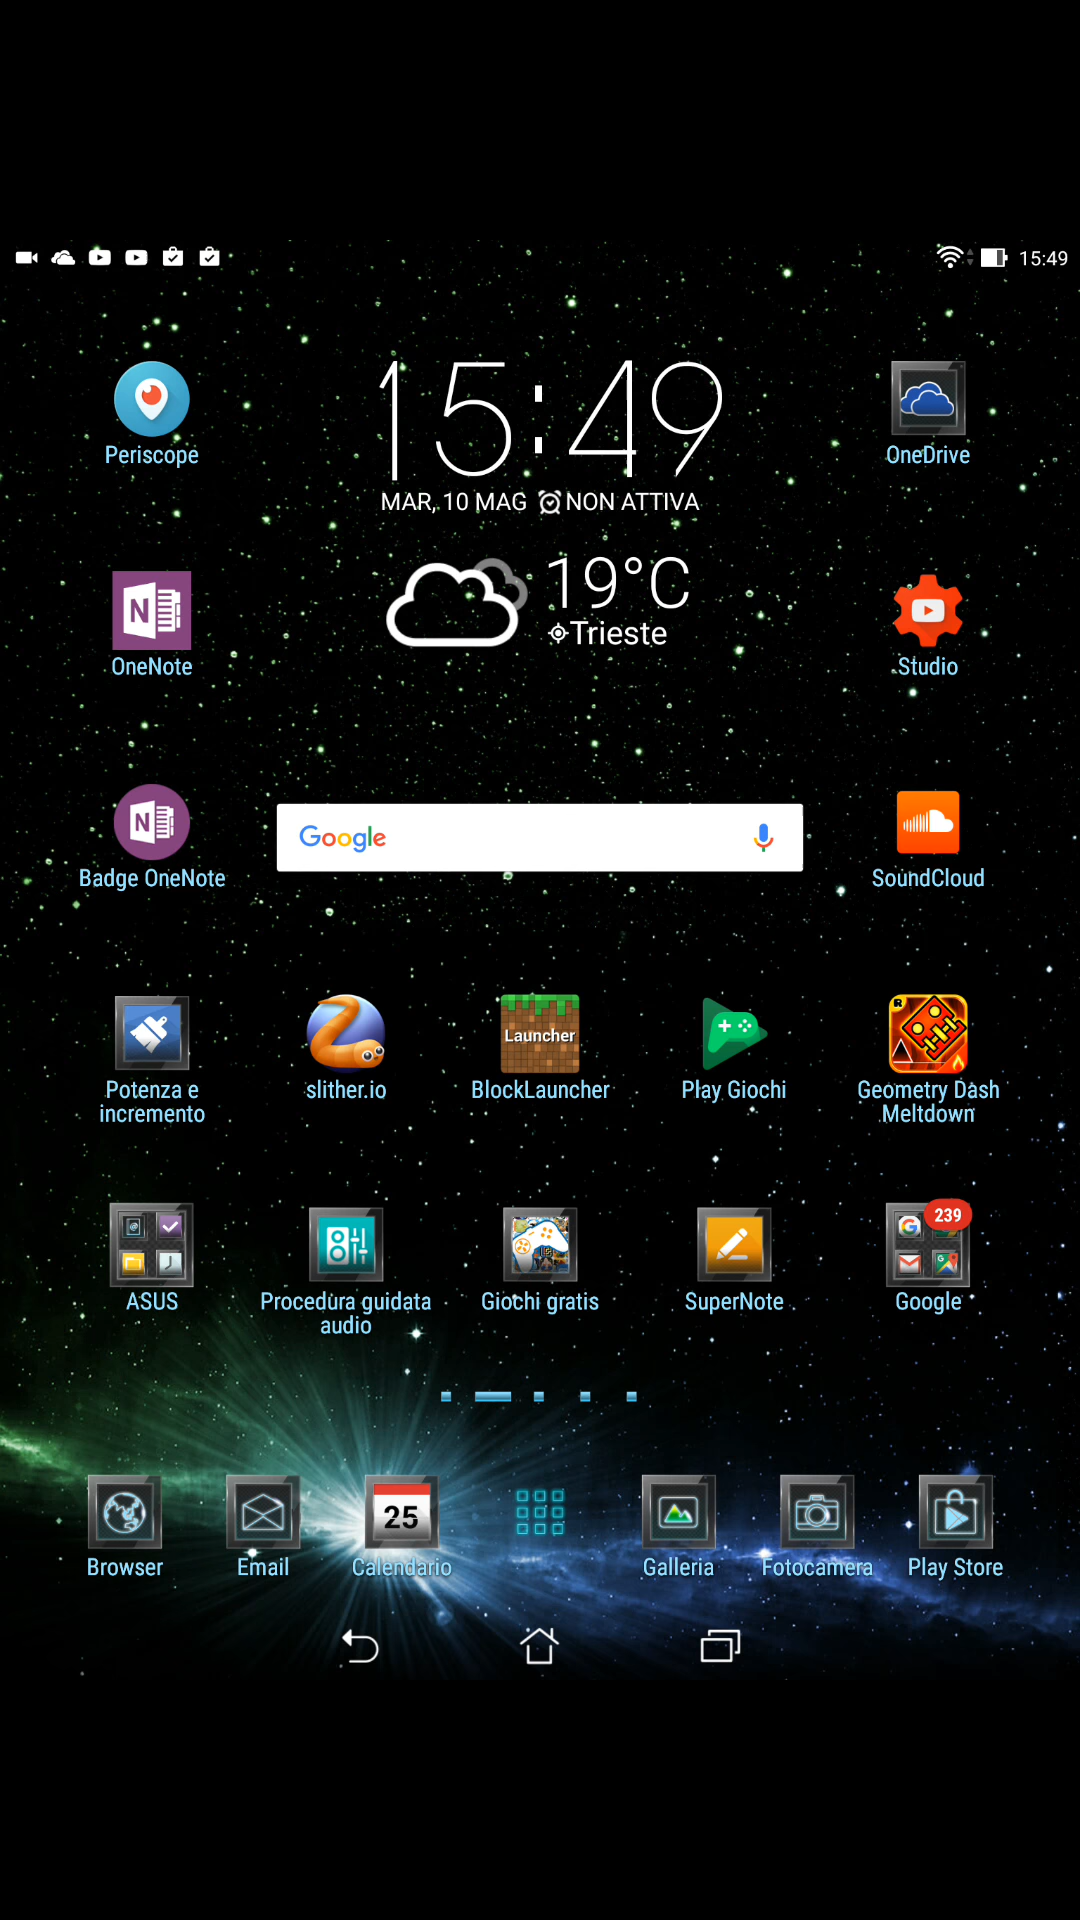 15:49
15:49
MAR, 10 MAG NON ATTIVA
19°C
Trieste
Periscope
OneDrive
N
OneNote
Studio
N
Badge OneNote
Google
SoundCloud
Potenza e
incremento
slither.io
Launcher
BlockLauncher
Play Giochi
R
Geometry Dash
Meltdown
ASUS
Procedura guidata
audio
Giochi gratis
SuperNote
G
G
239
Google
Browser
Email
25
Calendario
Galleria
Fotocamera
Play Store